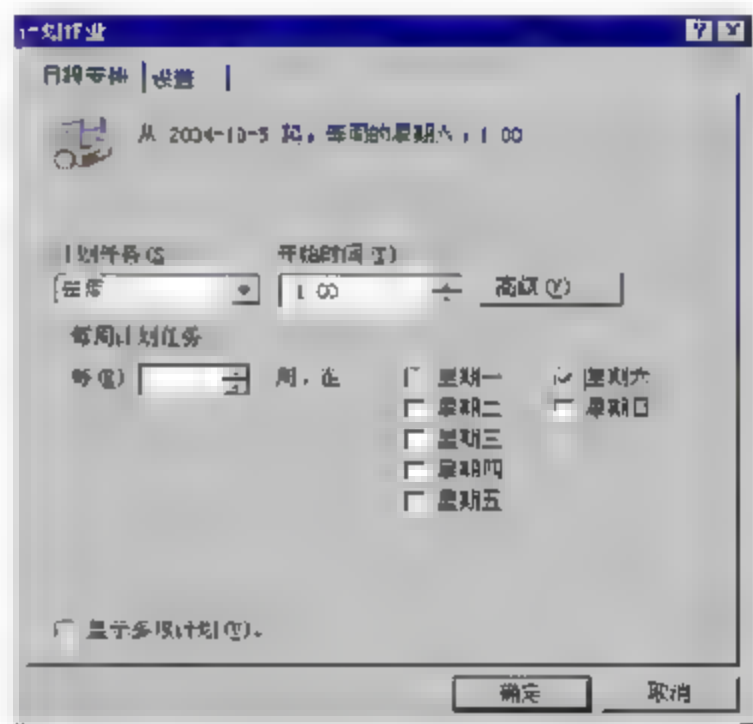 计划作业
日程安排 设置
从 2004-10-5 起，每周的星期六，1:00
计划任务(S 开始时间(T)
每周 1:00 高级(V)
每周计划任务
每(E) 周，在 星期一 星期六
星期二 星期日
星期三
星期四
星期五
显示多项计划(W)。
确定 取消